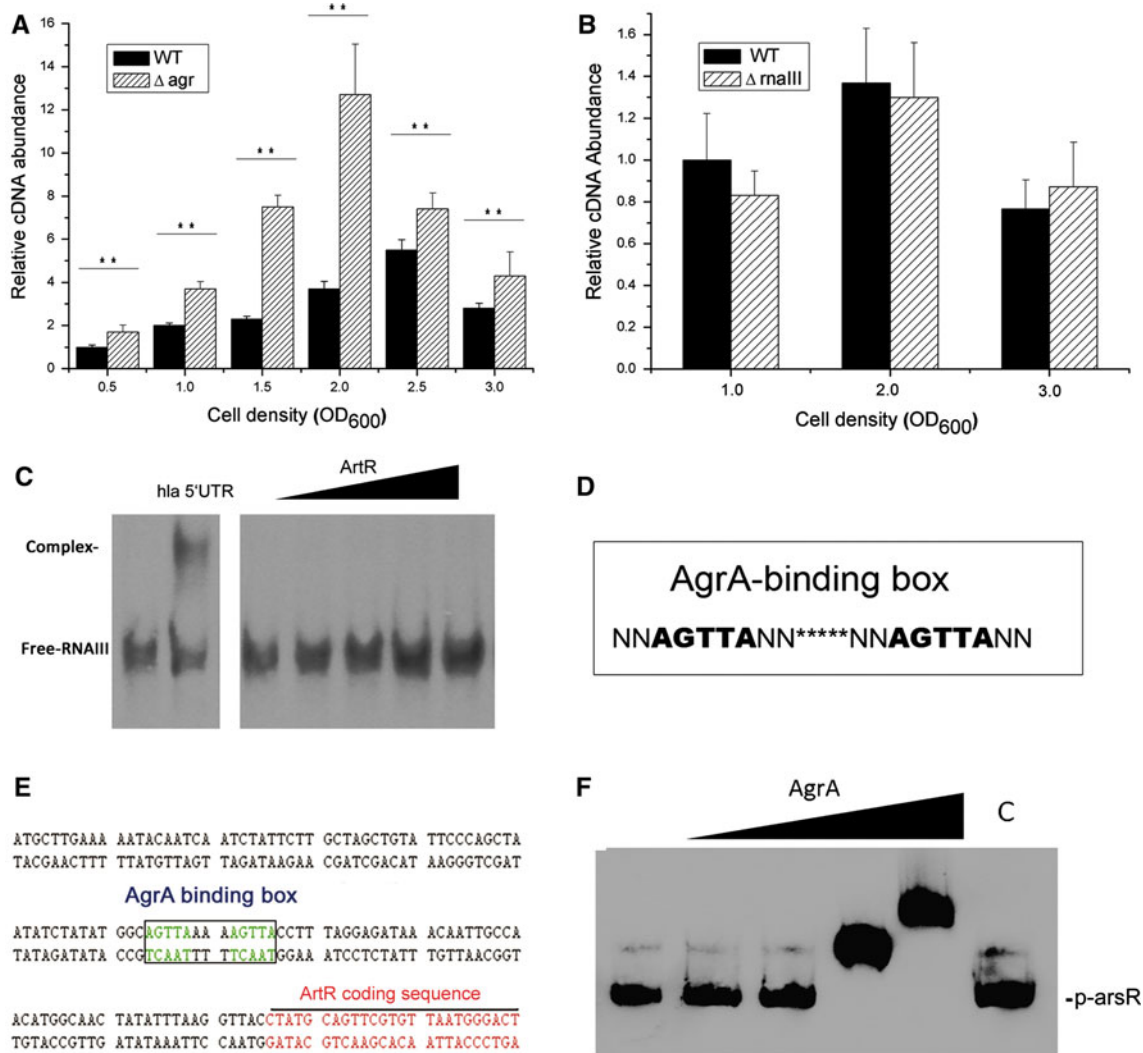 A
16
14
12
10
8
6
4
2
0
Relative cDNA abundance
WT
Δ agr
* *
* *
* *
* *
* *
* *
0.5
1.0
1.5
2.0
2.5
3.0
Cell density (OD600)
B
1.6
1.4
1.2
1.0
0.8
0.6
0.4
0.2
0.0
Relative cDNA Abundance
WT
Δ rnaIII
1.0
2.0
3.0
Cell density (OD600)
C
hla 5'UTR
ArtR
Complex-
Free-RNAIII
D
AgrA-binding box
NNAGTTANN*****NNAGTTANN
E
ATGCTTGAAA AATACAATCA ATCTATTCTT GCTAGCTGTA TTCCCAGCTA
TACGAACTTT TTATGTTAGT TAGATAAGAA CGATCGACAT AAGGGTCGAT
AgrA binding box
ATATCTATAT GGCAGTTAAA AAGTTACCTT TAGGAGATAA ACAATTGCCA
TATAGATATA CCGTCAATTT TTCAATGGAA ATCCTCTATT TGTTAACGGT
ArtR coding sequence
ACATGGCAAC TATATTTAAG GTTACCTATG CAGTTCGTGT TAATGGGACT
TGTACCGTTG ATATAAATTC CAATGGATAC GTCAAGCACA ATTACCCTGA
F
AgrA
C
-p-arsR